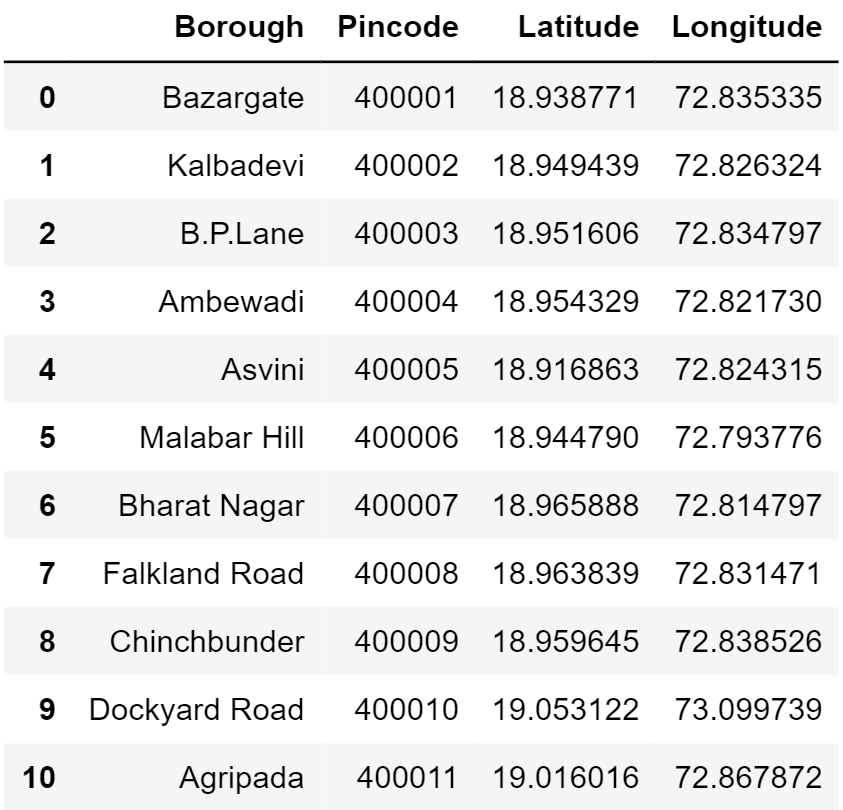 Borough Pincode Latitude Longitude
0 Bazargate 400001 18.938771 72.835335
1 Kalbadevi 400002 18.949439 72.826324
2 B.P.Lane 400003 18.951606 72.834797
3 Ambewadi 400004 18.954329 72.821730
4 Asvini 400005 18.916863 72.824315
5 Malabar Hill 400006 18.944790 72.793776
6 Bharat Nagar 400007 18.965888 72.814797
7 Falkland Road 400008 18.963839 72.831471
8 Chinchbunder 400009 18.959645 72.838526
9 Dockyard Road 400010 19.053122 73.099739
10 Agripada 400011 19.016016 72.867872